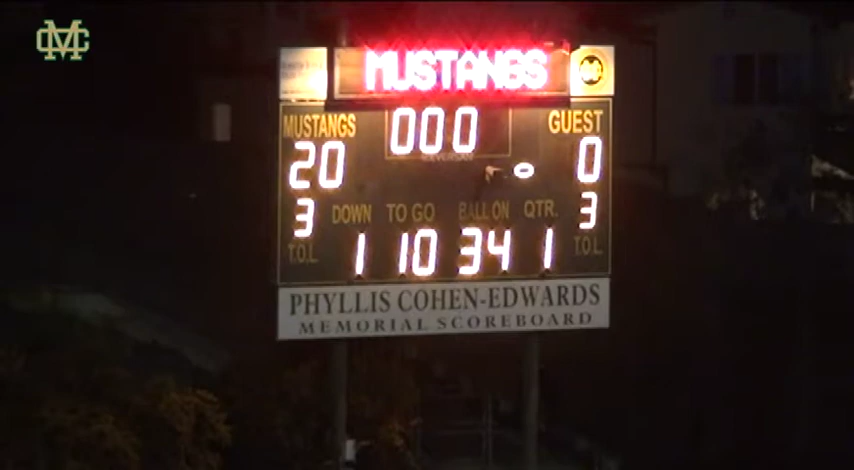 MC
MUSTANGS
MUSTANGS 000 GUEST
20 0
3 DOWN TO GO BALL ON QTR. 3
T.O.L 1 10 34 1 T.O.L
PHYLLIS COHEN-EDWARDS
MEMORIAL SCOREBOARD